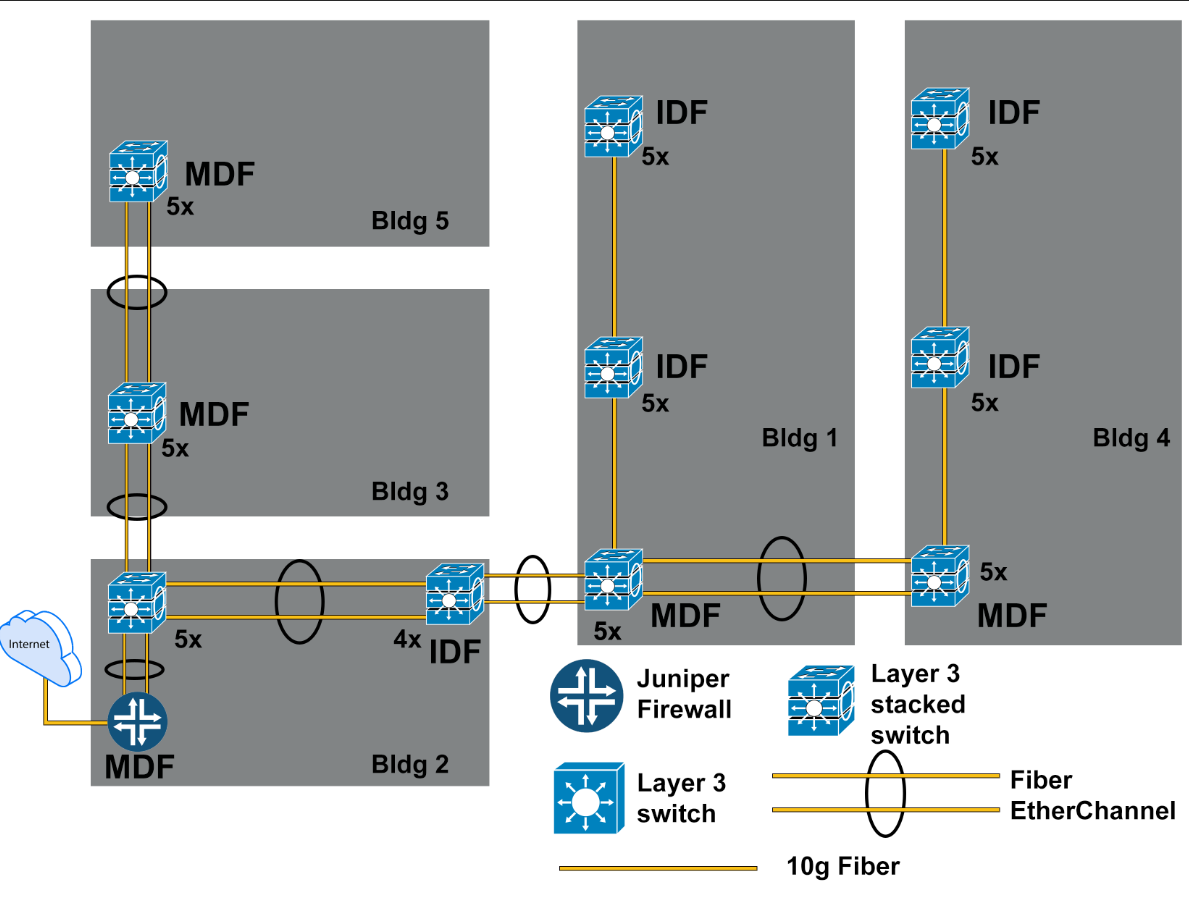 IDF
5x
IDF
5x
MDF
5x
Bldg 5
IDF
5x
IDF
5x
MDF
5x
Bldg 1
Bldg 4
Bldg 3
5x
4x
IDF
5x
MDF
5x
MDF
Internet
MDF
Bldg 2
Juniper
Firewall
Layer 3
stacked
switch
Layer 3
switch
Fiber
EtherChannel
10g Fiber